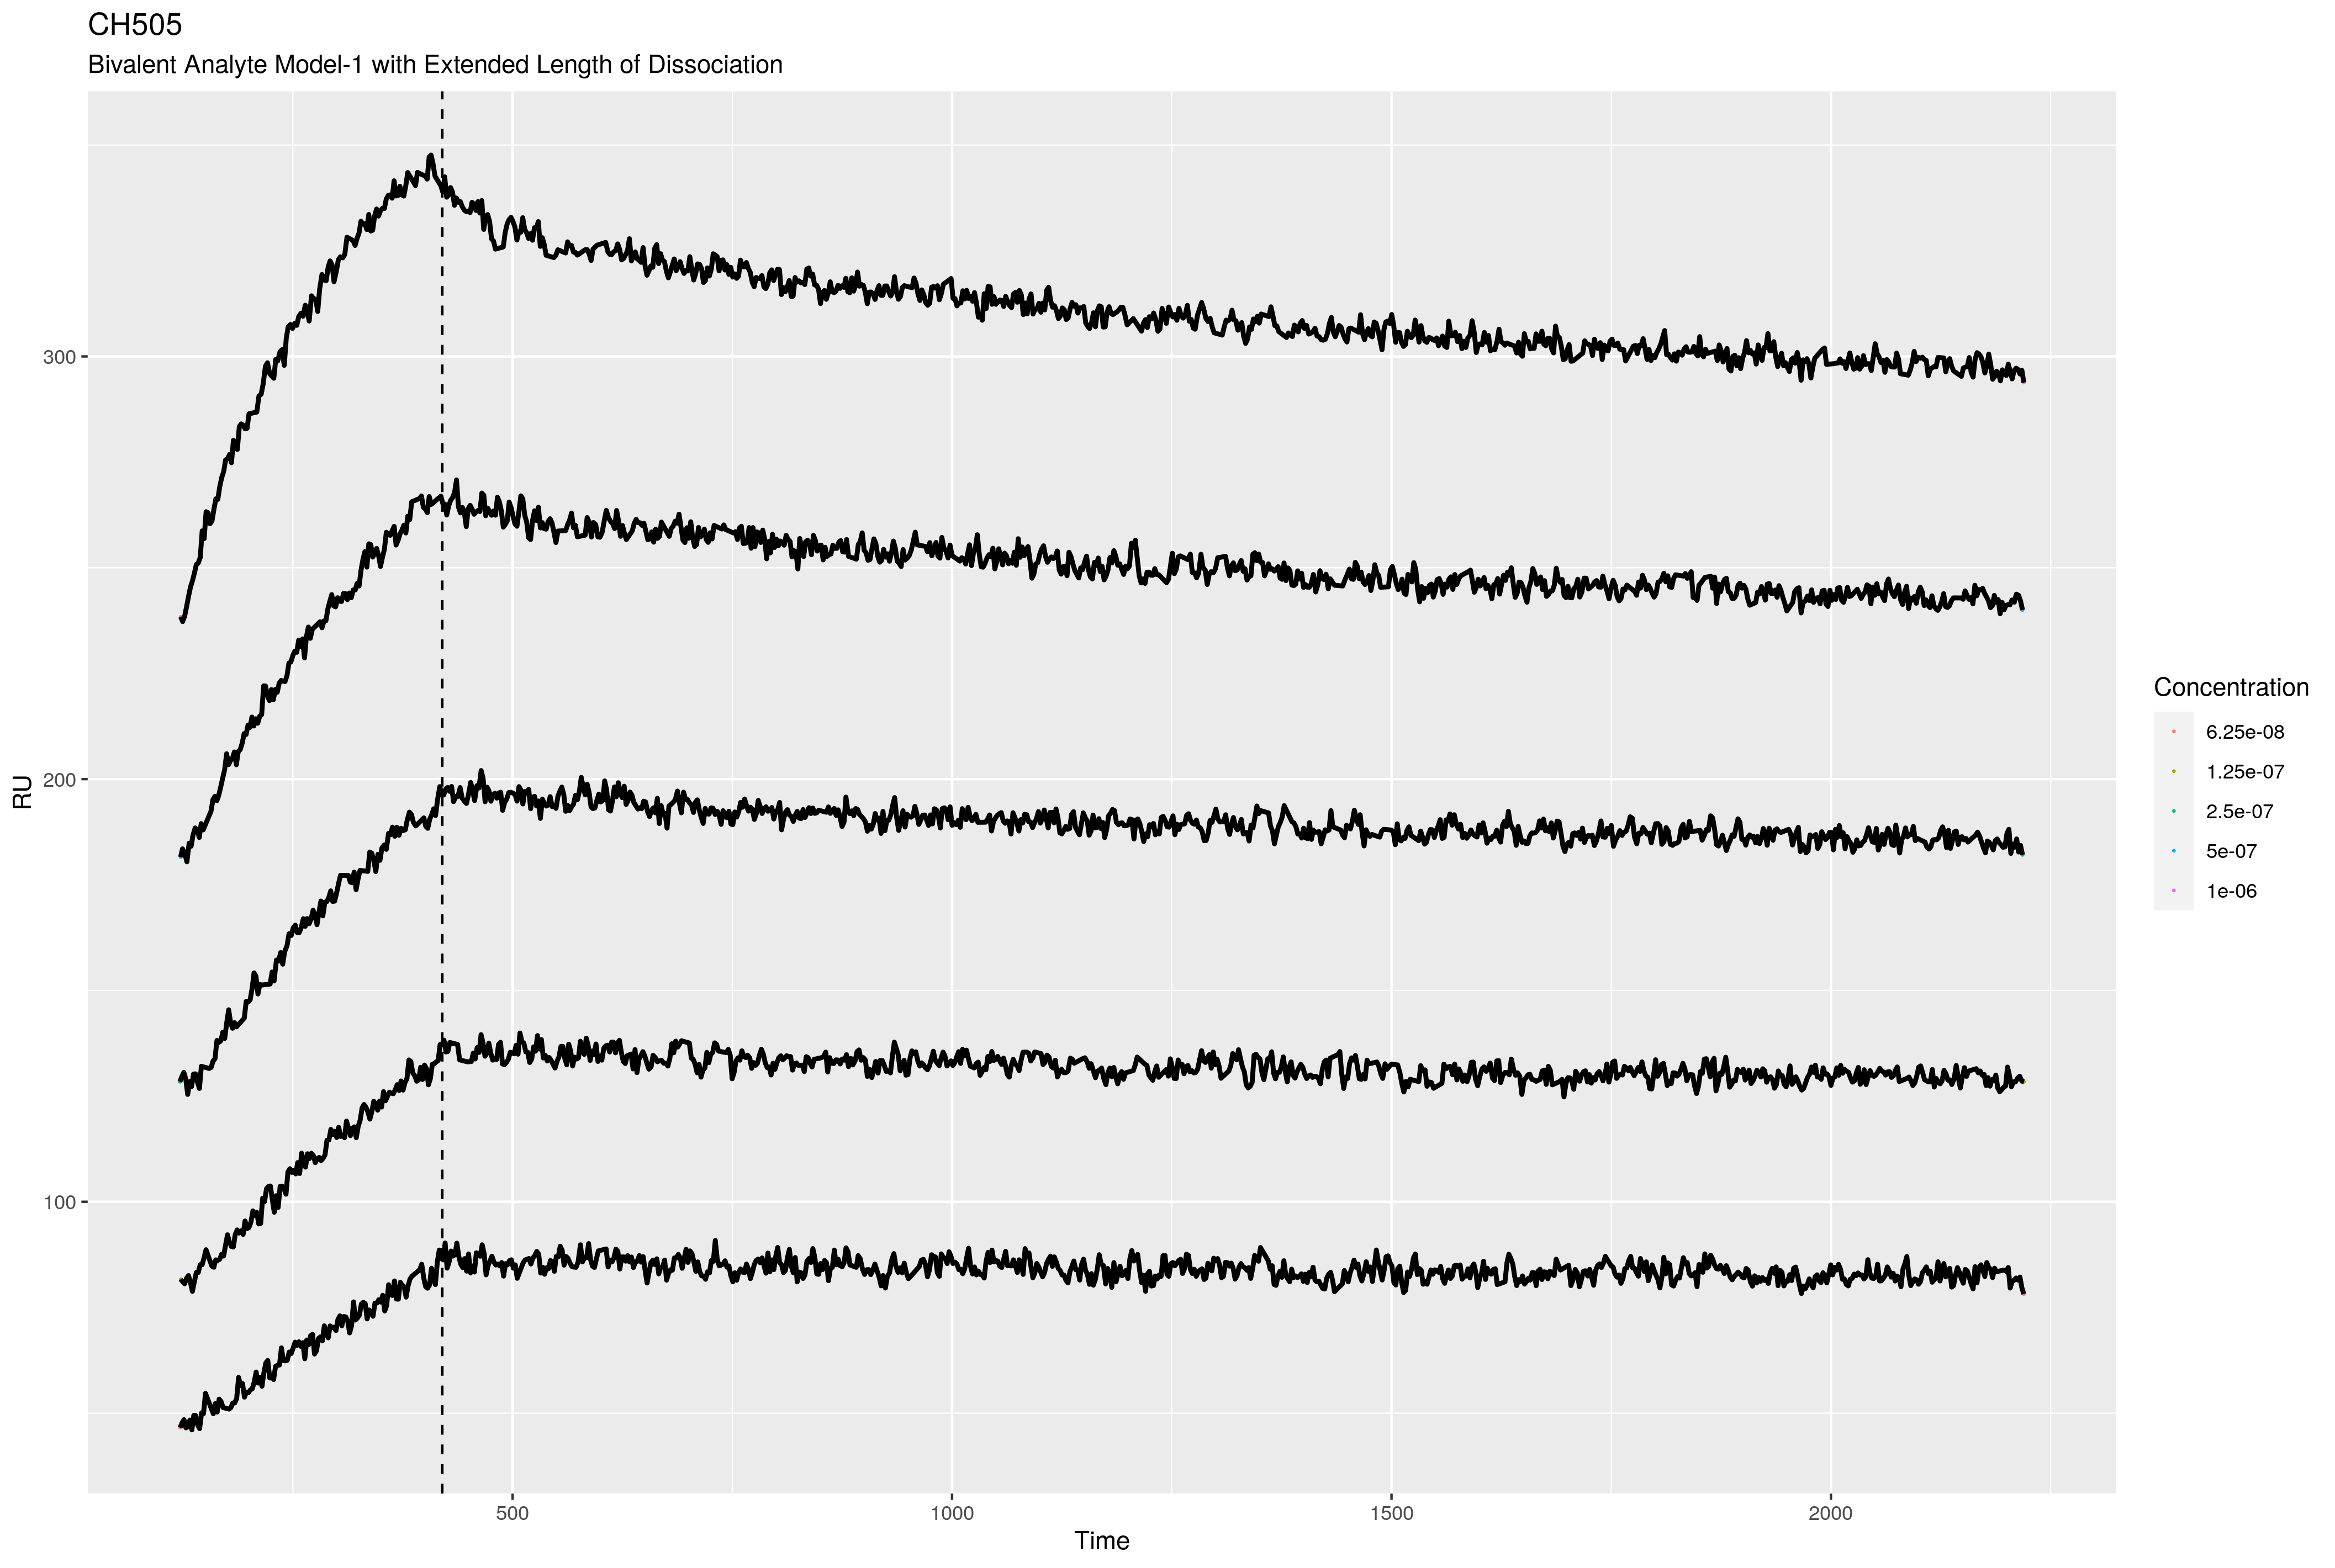 CH505
Bivalent Analyte Model-1 with Extended Length of Dissociation
RU
300
200
100
500
1000
1500
2000
Time
Concentration
6.25e-08
1.25e-07
2.5e-07
5e-07
1e-06